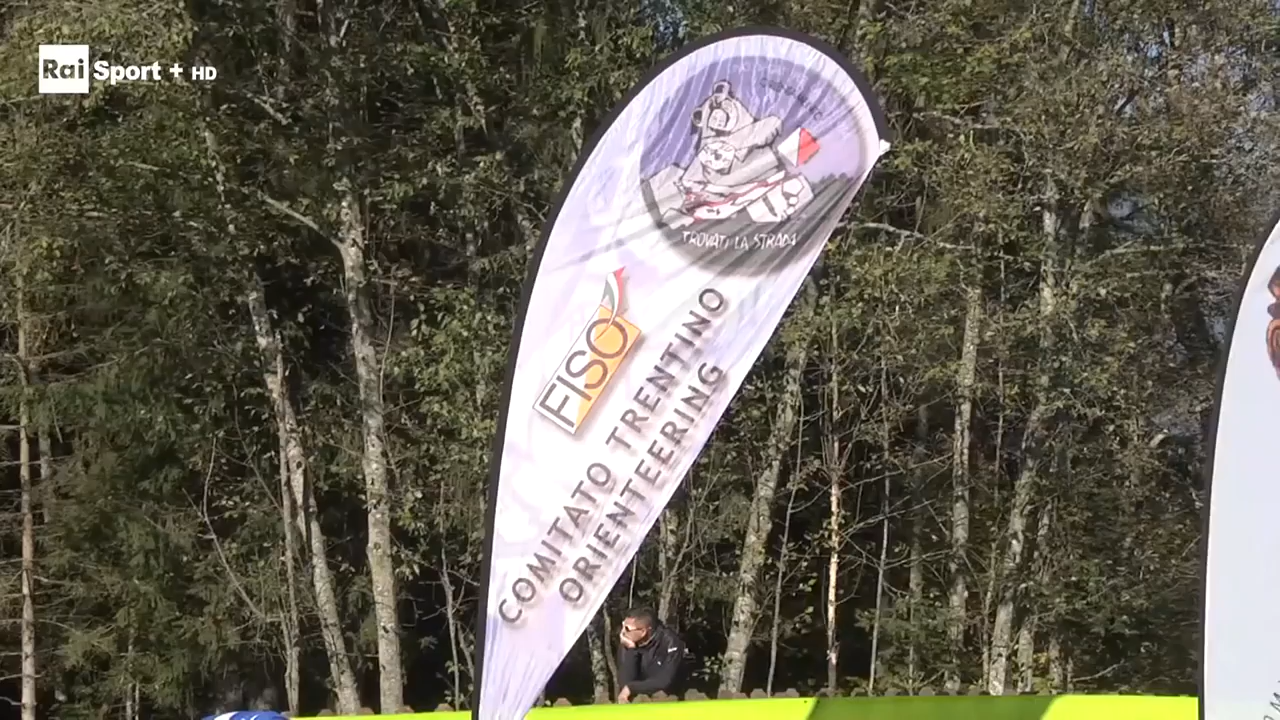 Rai Sport + HD
TROVATI LA STRADA
FISO
COMITATO TRENTINO
ORIENTEERING